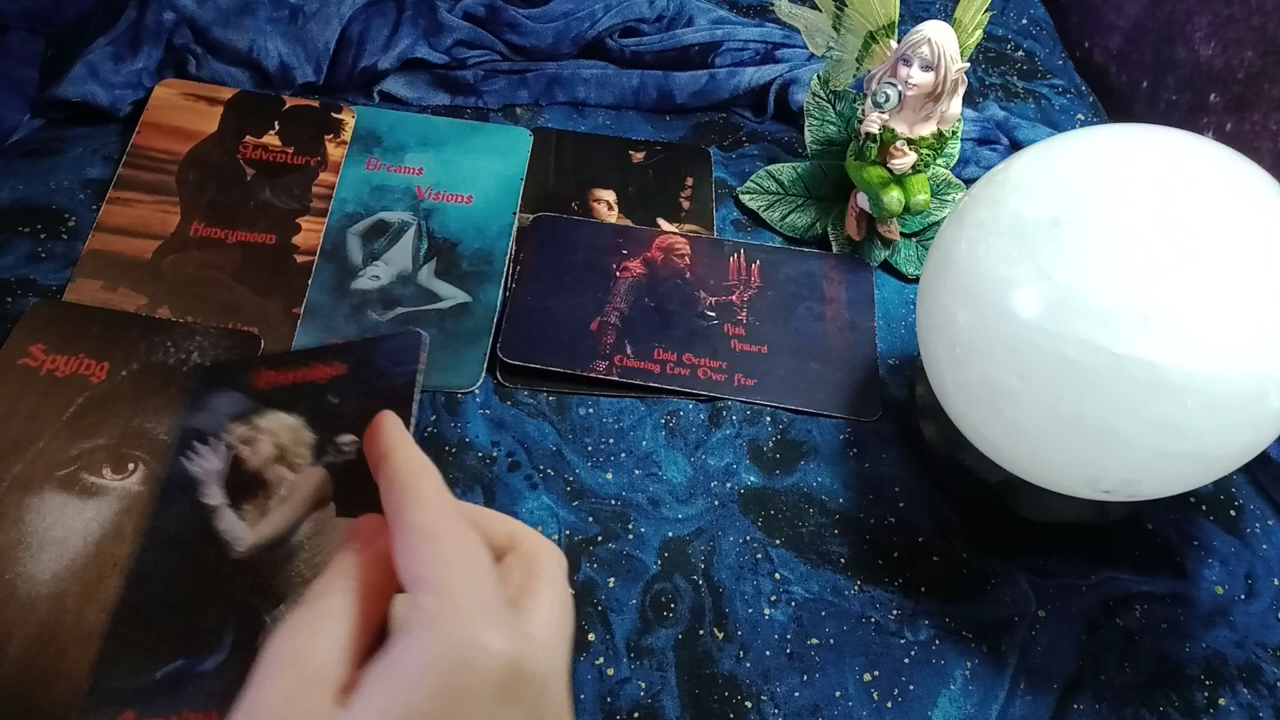 Adventure
Honeymoon
Dreams
Visions
Risk
Reward
Bold Gesture
Choosing Love Over Fear
Spying